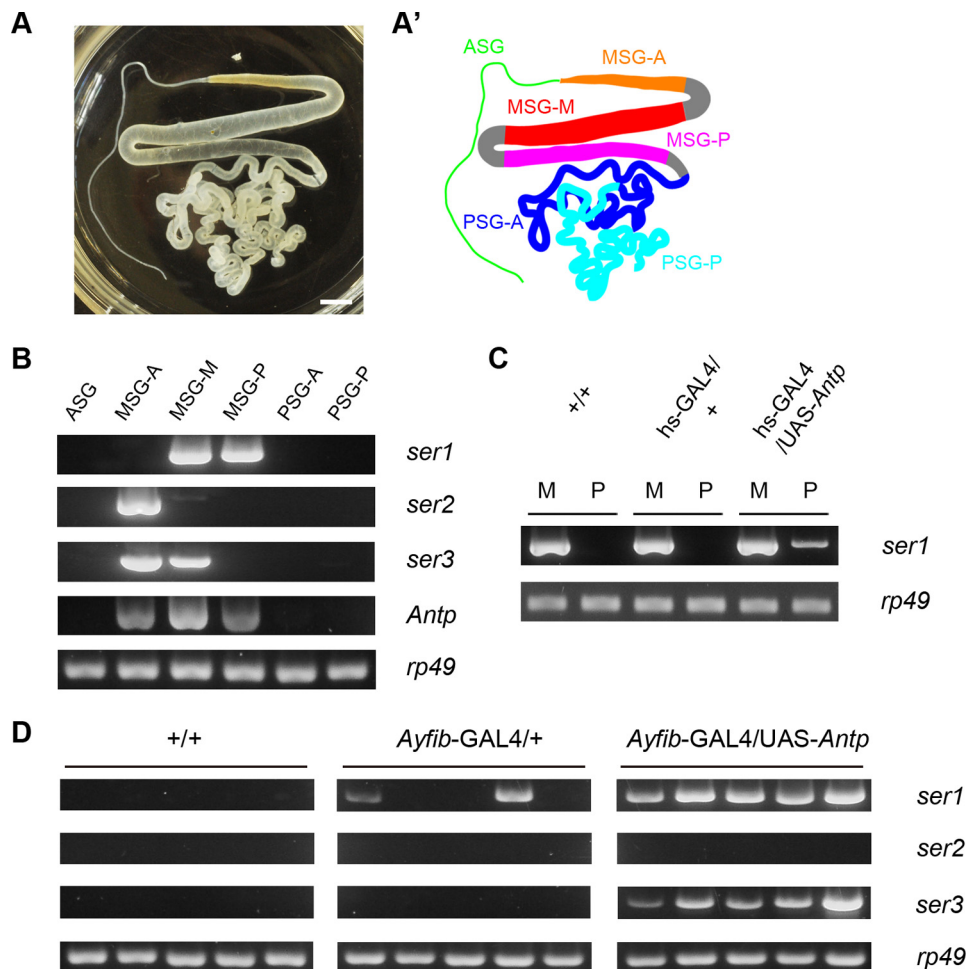 A
A'
ASG
MSG-A
MSG-M
MSG-P
PSG-A
PSG-P
B
ASG
MSG-A
MSG-M
MSG-P
PSG-A
PSG-P
ser1
ser2
ser3
Antp
rp49
C
+/+
hs-GAL4/
+
hs-GAL4
/UAS-Antp
M P M P M P
ser1
rp49
D
+/+ Ayfib-GAL4/+ Ayfib-GAL4/UAS-Antp
ser1
ser2
ser3
rp49